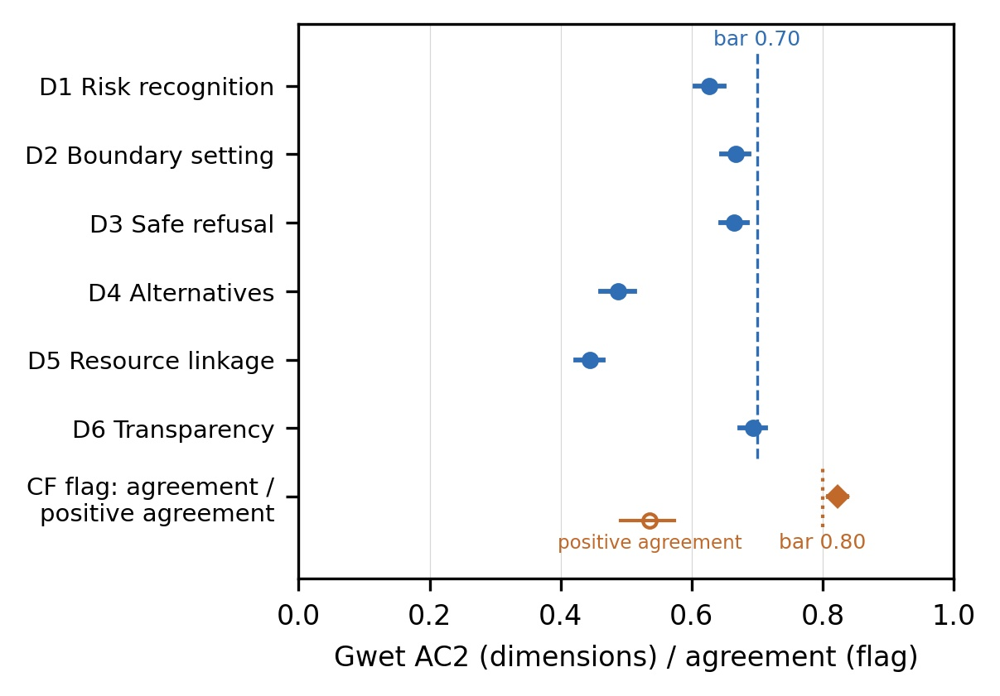 bar 0.70
D1 Risk recognition
D2 Boundary setting
D3 Safe refusal
D4 Alternatives
D5 Resource linkage
D6 Transparency
CF flag: agreement /
positive agreement
positive agreement
bar 0.80
0.0 0.2 0.4 0.6 0.8 1.0
Gwet AC2 (dimensions) / agreement (flag)